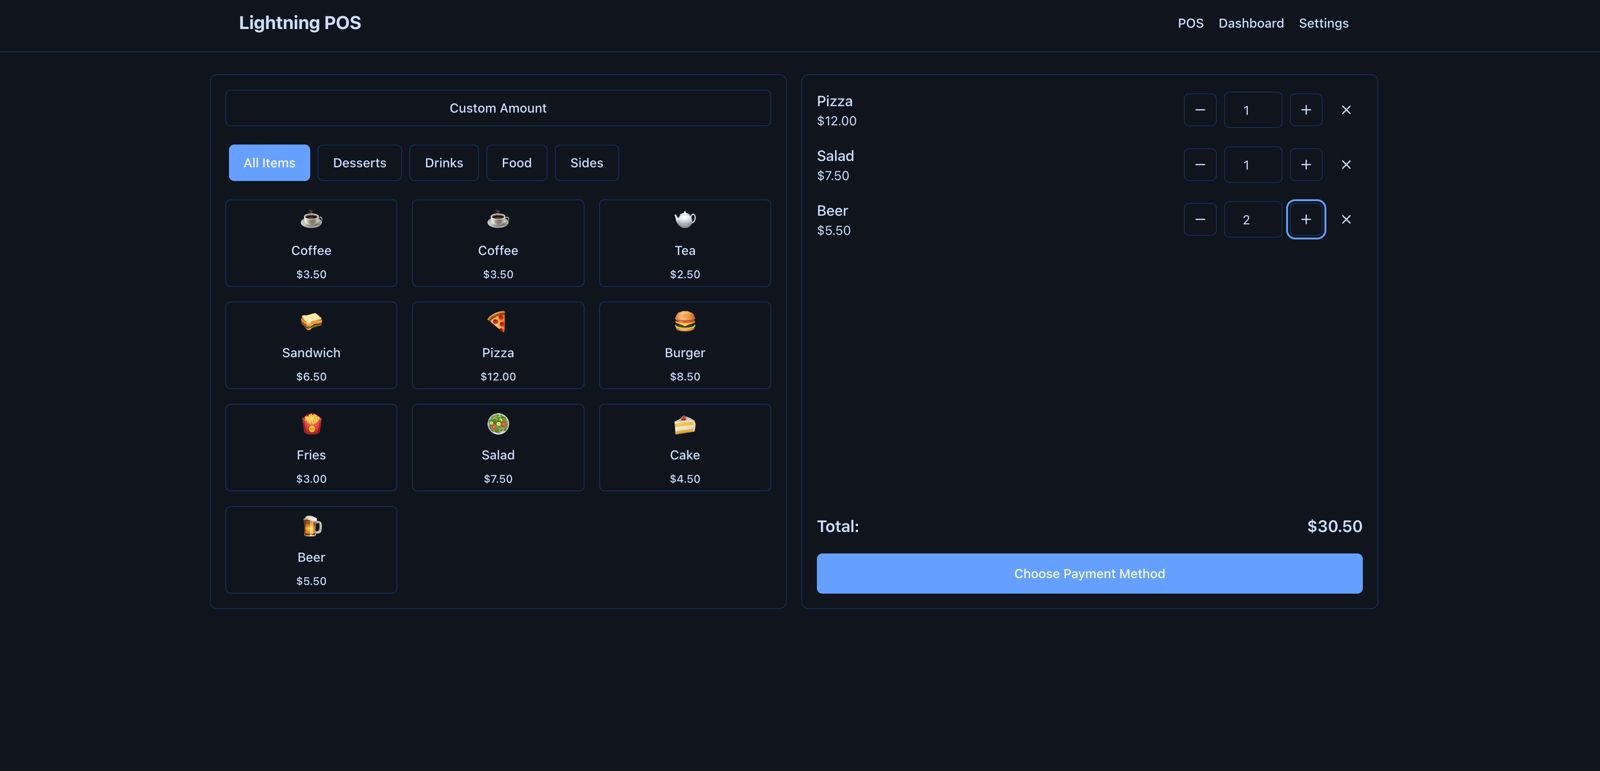 Lightning POS
POS Dashboard Settings
Custom Amount
All Items Desserts Drinks Food Sides
Coffee
$3.50
Coffee
$3.50
Tea
$2.50
Sandwich
$6.50
Pizza
$12.00
Burger
$8.50
Fries
$3.00
Salad
$7.50
Cake
$4.50
Beer
$5.50
Pizza
$12.00
− 1 + ×
Salad
$7.50
− 1 + ×
Beer
$5.50
− 2 + ×
Total: $30.50
Choose Payment Method